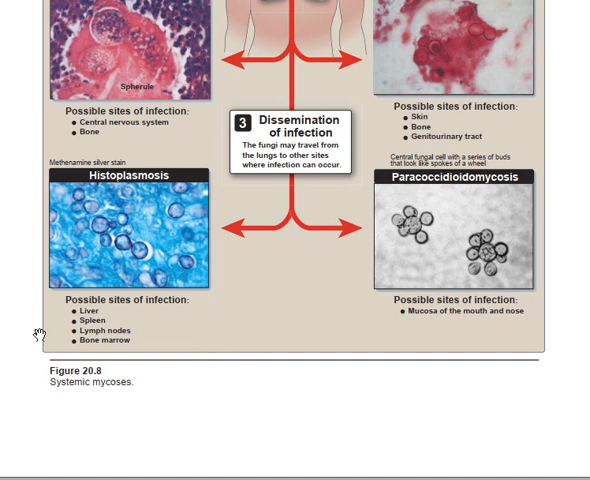 Spherule
Possible sites of infection:
● Central nervous system
● Bone
Possible sites of infection:
● Skin
● Bone
● Genitourinary tract
3 Dissemination
of infection
The fungi may travel from
the lungs to other sites
where infection can occur.
Methenamine silver stain
Histoplasmosis
Central fungal cell with a series of buds
that look like spokes of a wheel
Paracoccidioidomycosis
Possible sites of infection:
● Liver
● Spleen
● Lymph nodes
● Bone marrow
Possible sites of infection:
● Mucosa of the mouth and nose
Figure 20.8
Systemic mycoses.